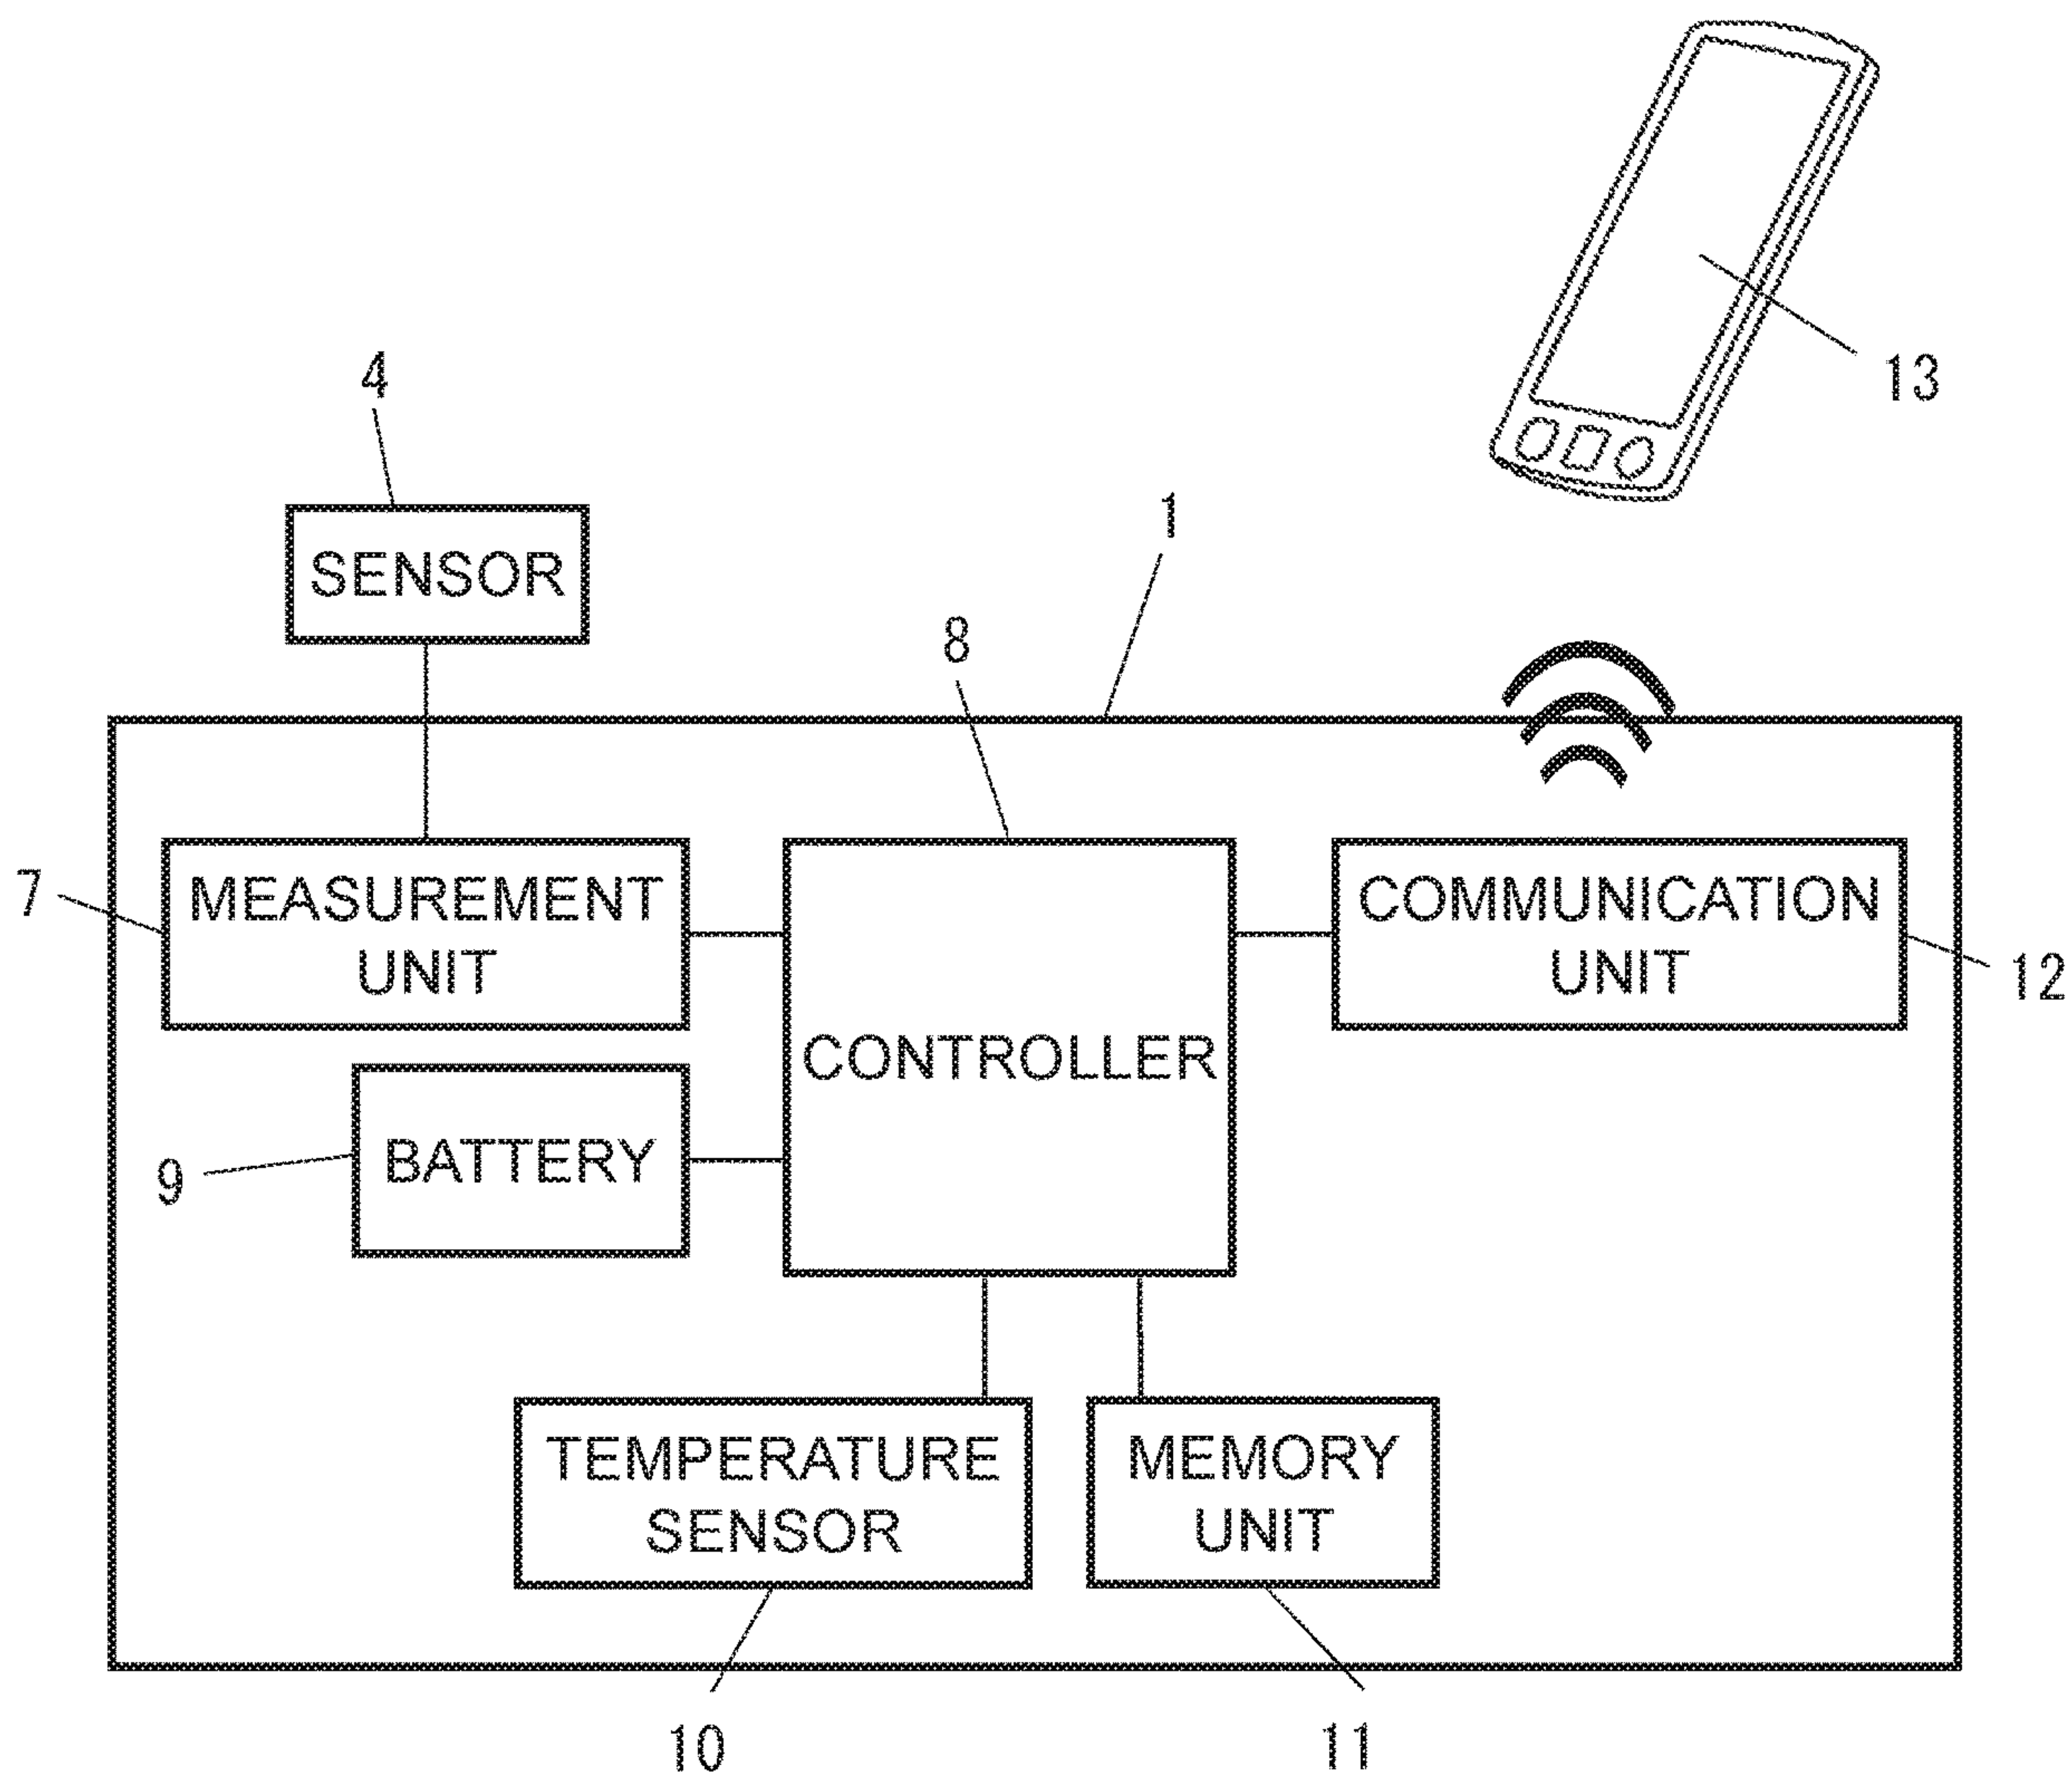 13
4
1
SENSOR
8
7
MEASUREMENT
UNIT
COMMUNICATION
UNIT
12
CONTROLLER
BATTERY
9
TEMPERATURE
SENSOR
MEMORY
UNIT
10
11